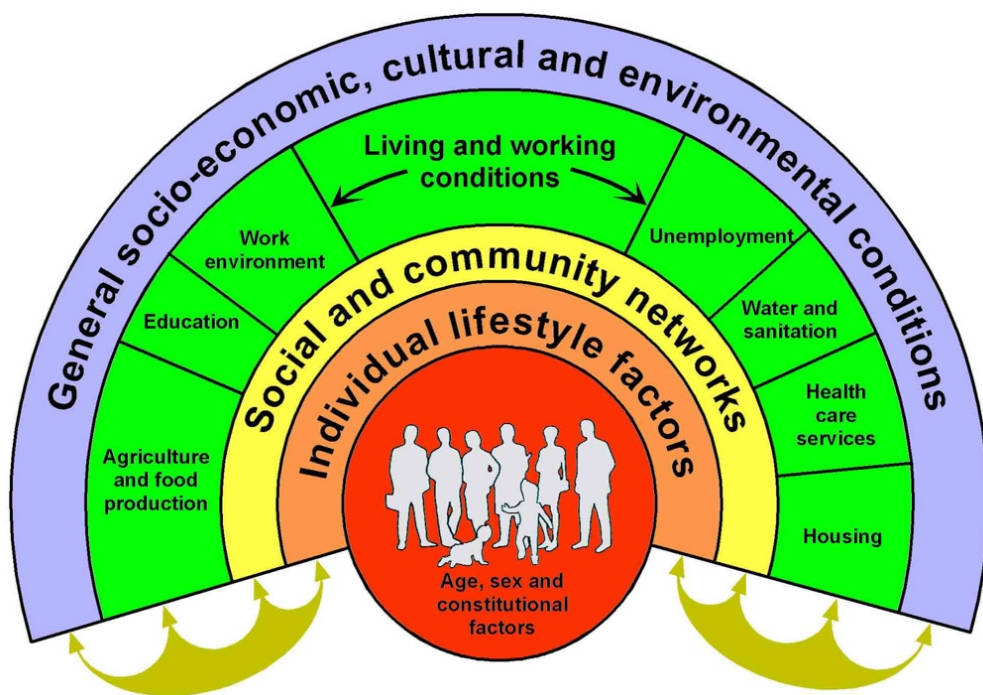 General socio-economic, cultural and environmental conditions
Living and working
conditions
Work
environment
Unemployment
Education
Water and
sanitation
Agriculture
and food
production
Health
care
services
Housing
Social and community networks
Individual lifestyle factors
Age, sex and
constitutional
factors